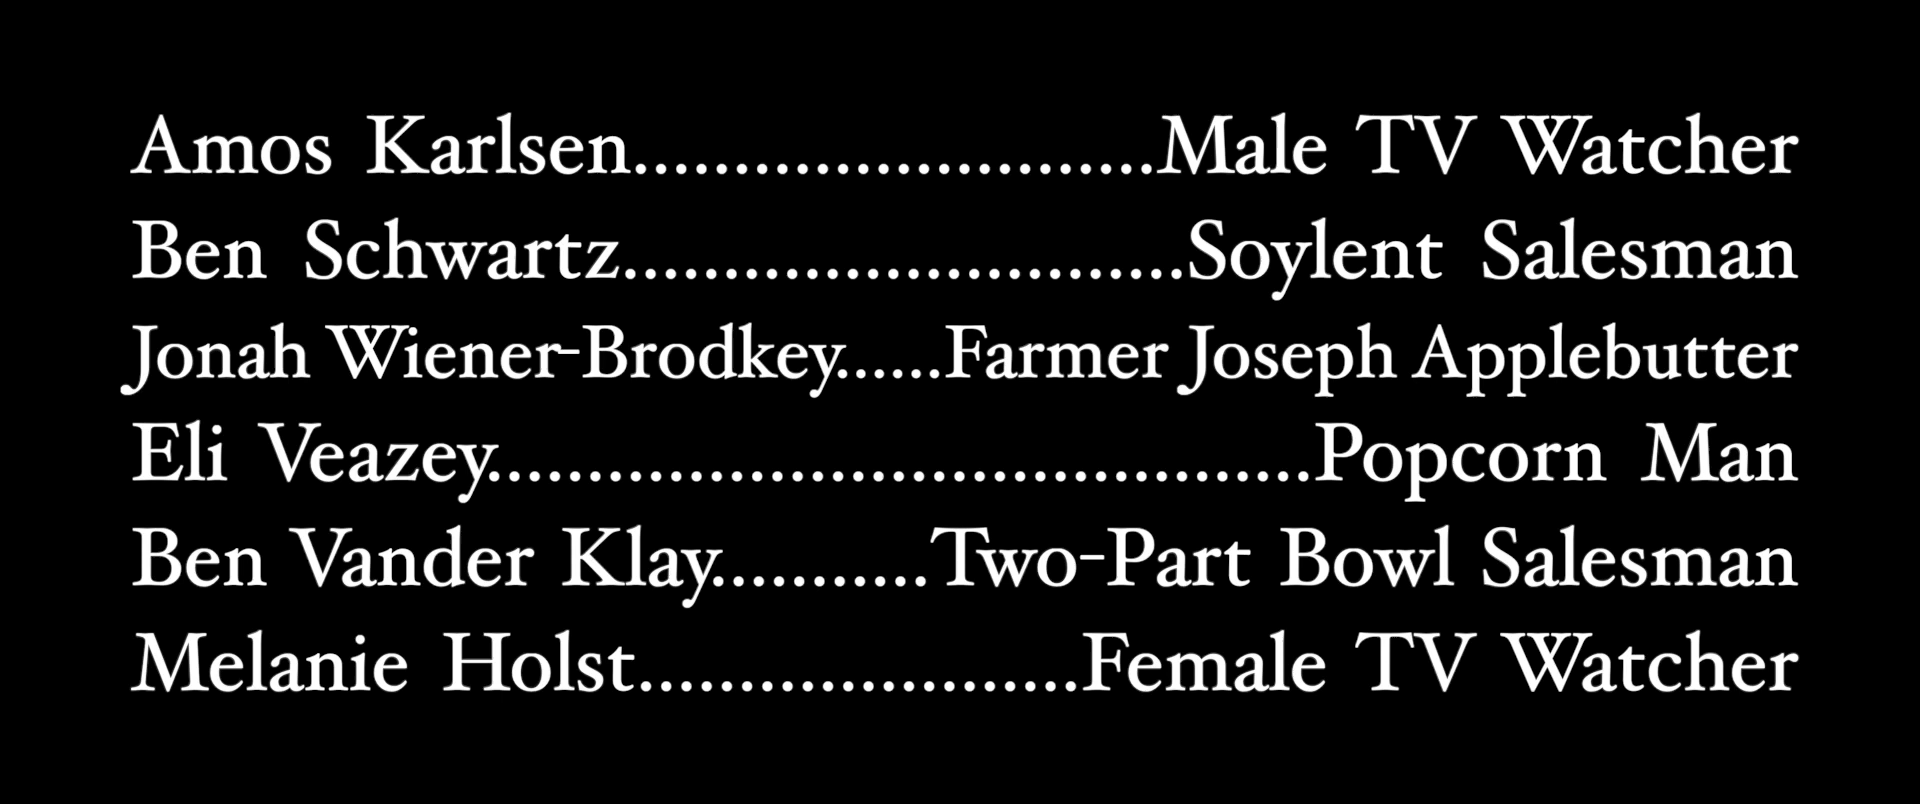 Amos Karlsen..........................Male TV Watcher
Ben Schwartz............................Soylent Salesman
Jonah Wiener-Brodkey......Farmer Joseph Applebutter
Eli Veazey.........................................Popcorn Man
Ben Vander Klay...........Two-Part Bowl Salesman
Melanie Holst......................Female TV Watcher